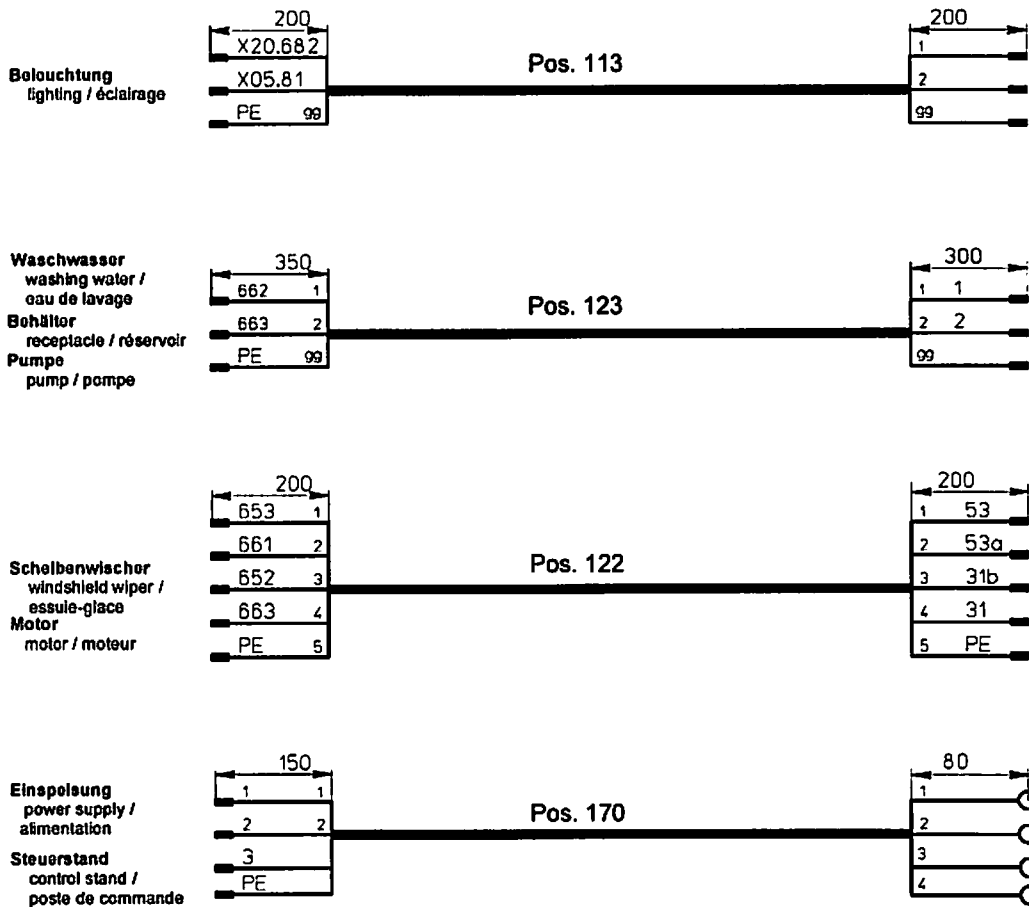 200
200
X20.682
1
Beleuchtung
lighting / éclairage
X05.81
Pos. 113
2
PE 99
99
Waschwasser
washing water /
eau de lavage
Behälter
receptacle / réservoir
Pumpe
pump / pompe
350
300
662 1
1 1
663 2
Pos. 123
2 2
PE 99
99
200
200
653 1
1 53
661 2
2 53a
Scheibenwischer
windshield wiper /
essuie-glace
Motor
motor / moteur
652 3
Pos. 122
3 31b
663 4
4 31
PE 5
5 PE
150
80
Einspeisung
power supply /
alimentation
1 1
1
2 2
Pos. 170
2
Steuerstand
control stand /
poste de commande
3
3
PE
4